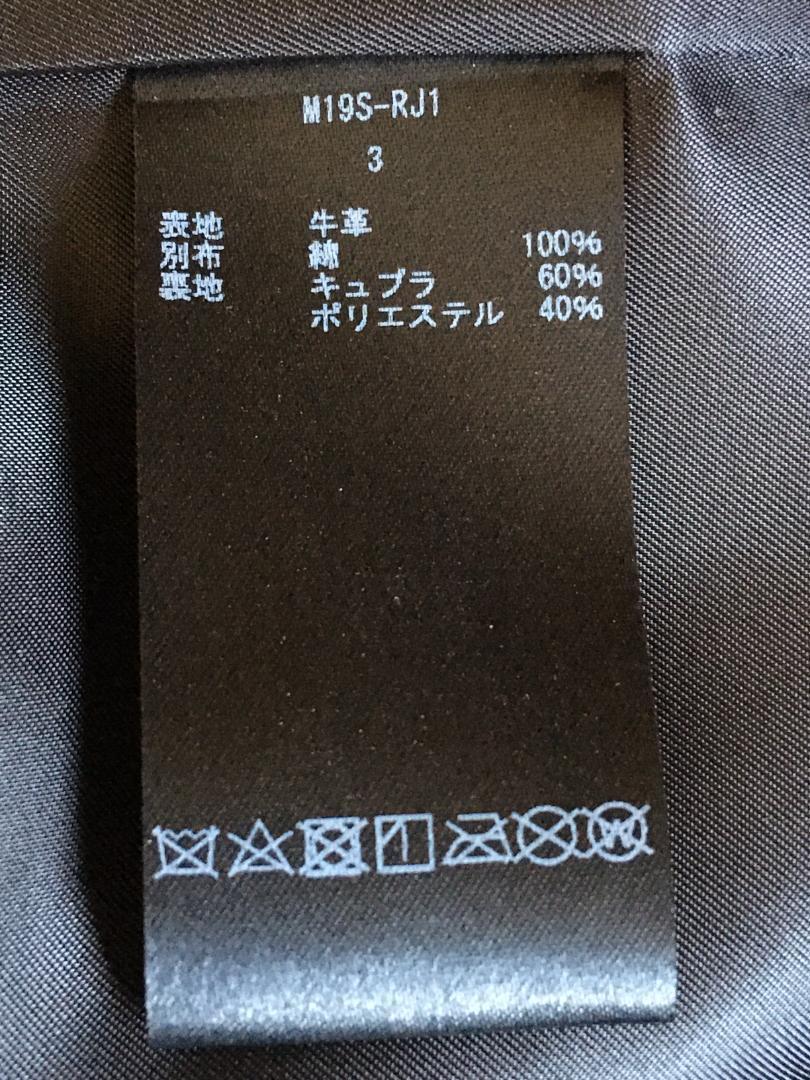 M19S-RJ1
3
表地 牛革
別布 綿 100%
裏地 キュプラ 60%
ポリエステル 40%
W